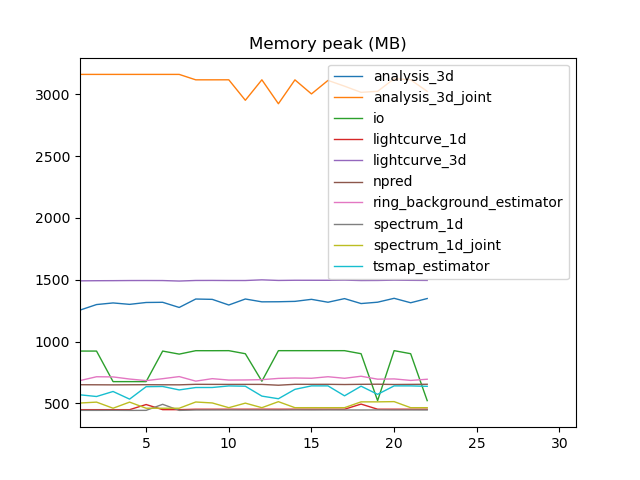 Memory peak (MB)
3000
2500
2000
1500
1000
500
analysis_3d
analysis_3d_joint
io
lightcurve_1d
lightcurve_3d
npred
ring_background_estimator
spectrum_1d
spectrum_1d_joint
tsmap_estimator
5 10 15 20 25 30